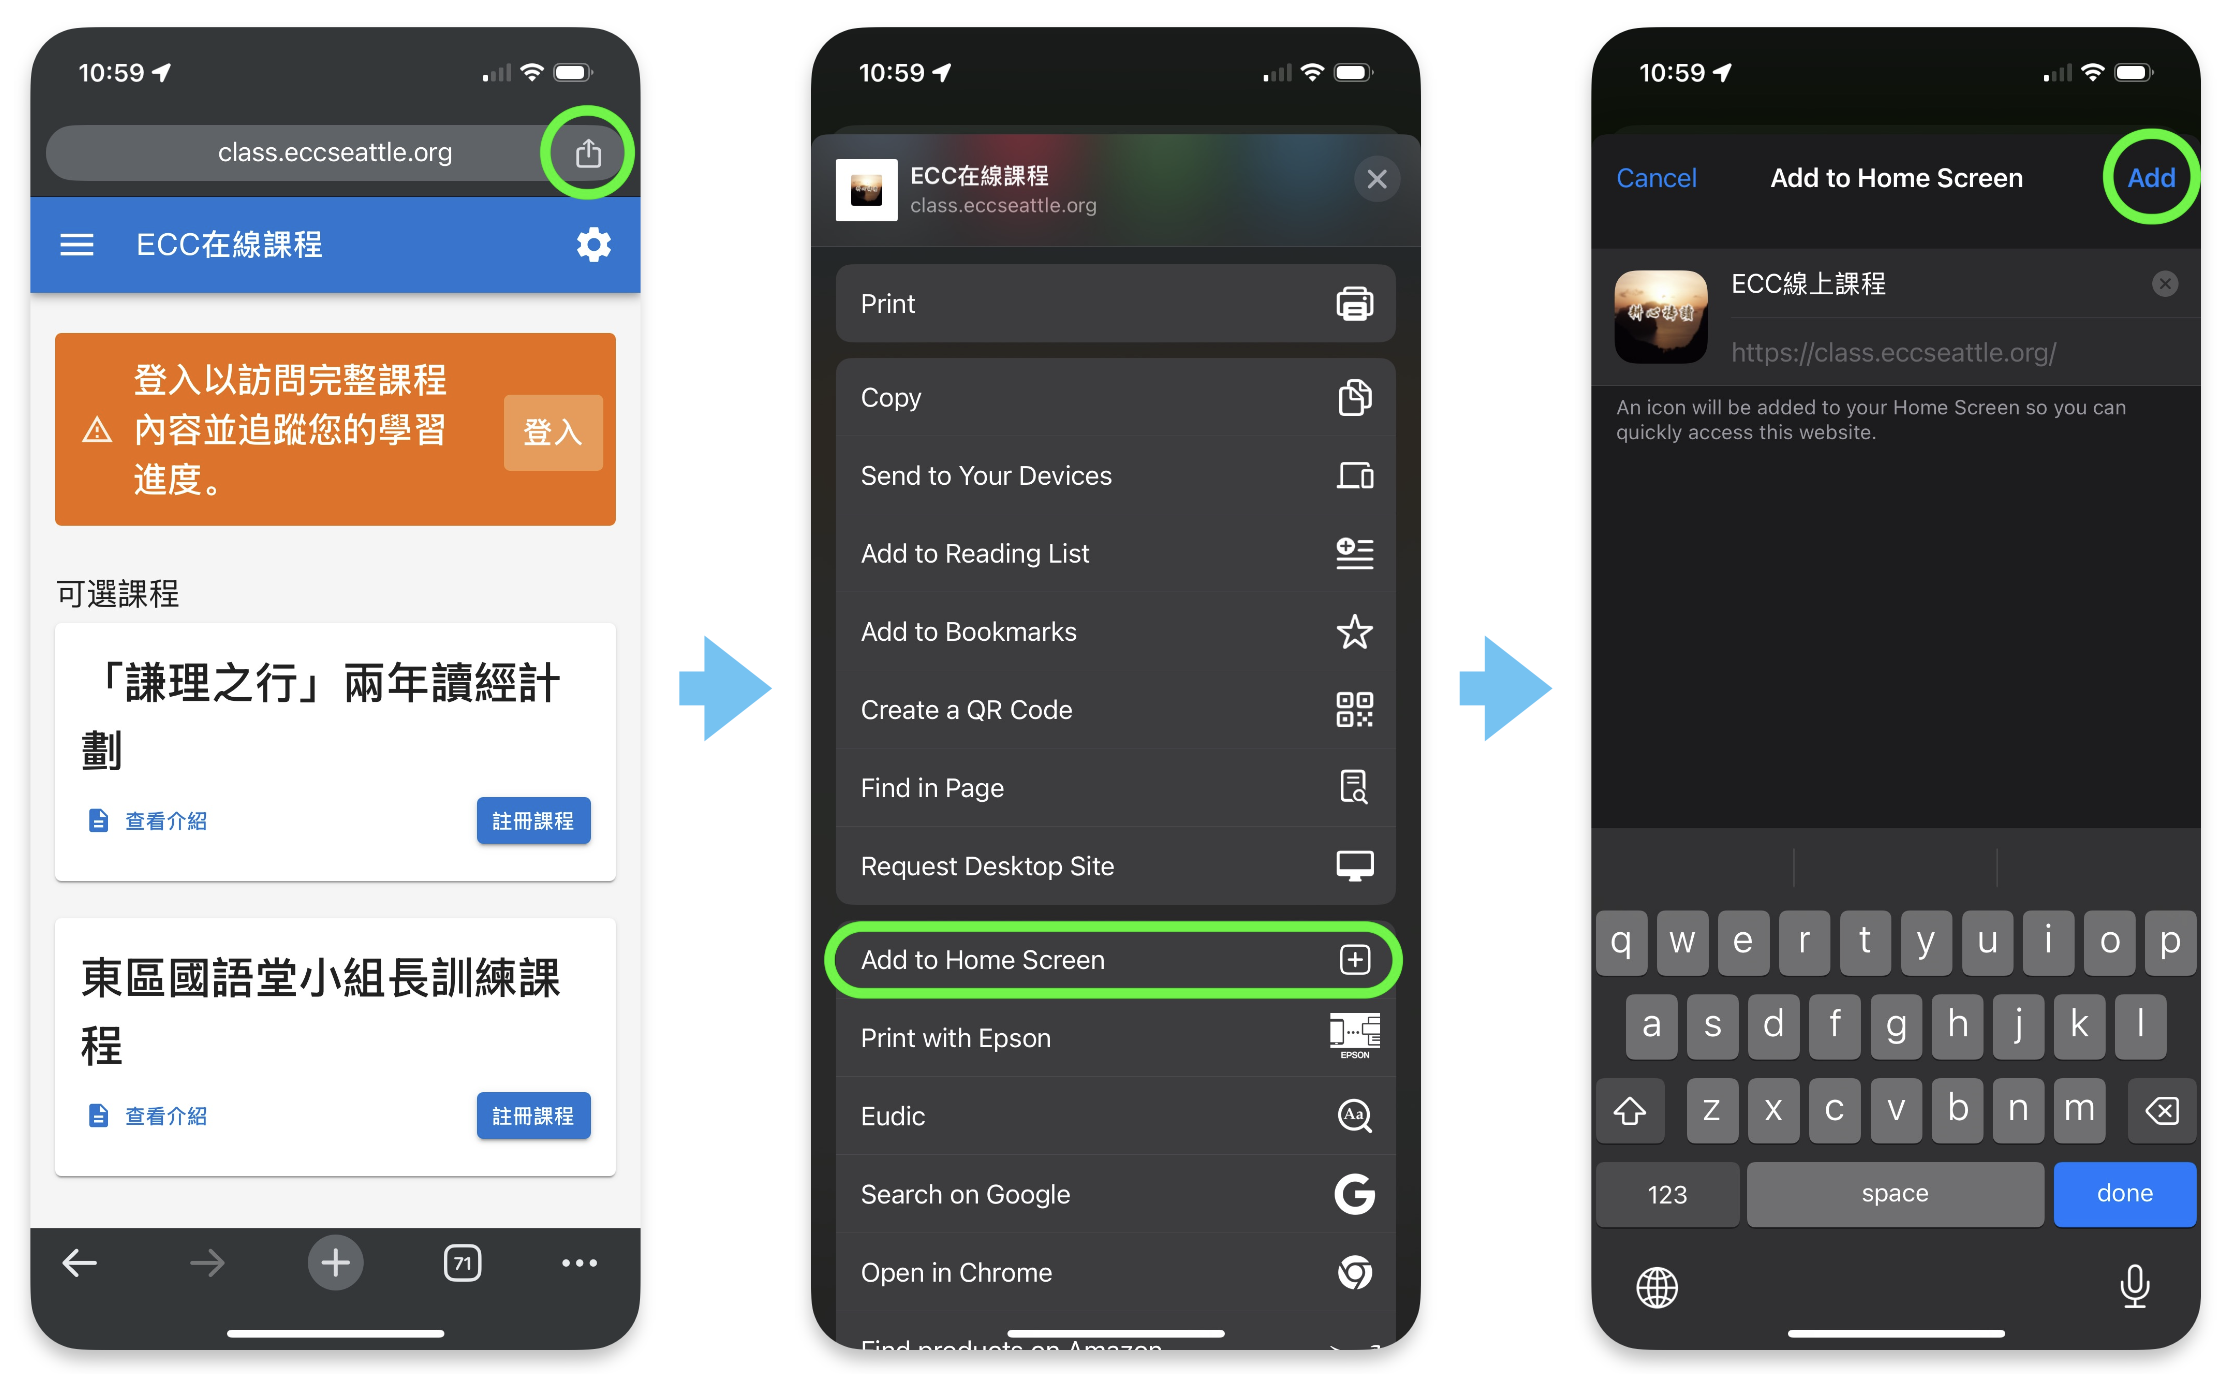 10:59
class.eccseattle.org
ECC在線課程
登入以訪問完整課程
內容並追蹤您的學習
進度。
登入
可選課程
「謙理之行」兩年讀經計
劃
查看介紹
註冊課程
東區國語堂小組長訓練課
程
查看介紹
註冊課程
71
10:59
ECC在線課程
class.eccseattle.org
Print
Copy
Send to Your Devices
Add to Reading List
Add to Bookmarks
Create a QR Code
Find in Page
Request Desktop Site
Add to Home Screen
Print with Epson
EPSON
Eudic
Aa
Search on Google
G
Open in Chrome
Find products on Amazon
10:59
Cancel
Add to Home Screen
Add
ECC線上課程
https://class.eccseattle.org/
An icon will be added to your Home Screen so you can
quickly access this website.
q w e r t y u i o p
a s d f g h j k l
z x c v b n m
123
space
done